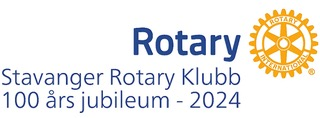 Rotary
ROTARY
INTERNATIONAL
Stavanger Rotary Klubb
100 års jubileum - 2024